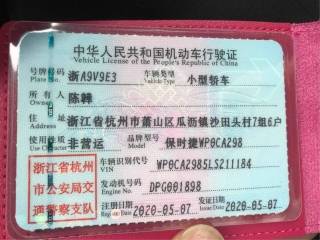 中华人民共和国机动车行驶证
Vehicle License of the People's Republic of China
号牌号码 浙A9V9E3 车辆类型 小型轿车
Plate No. Vehicle Type
所有人 陈韩
Owner
住址 浙江省杭州市萧山区瓜沥镇沙田头村7组6户
Address
使用性质 非营运 品牌型号 保时捷WP0CA298
Use Character Model
浙江省杭州
市公安局交
通警察支队
车辆识别代号 WP0CA2985LS211184
VIN
发动机号码 DPG001898
Engine No.
注册日期 2020-05-07 发证日期 2020-05-07
Register Date Issue Date